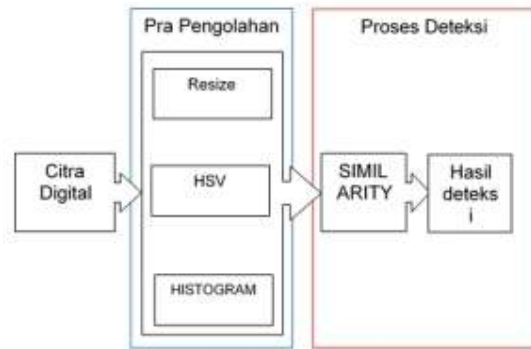 Pra Pengolahan
Proses Deteksi
Resize
Citra
Digital
HSV
SIMIL
ARITY
Hasil
deteks
i
HISTOGRAM